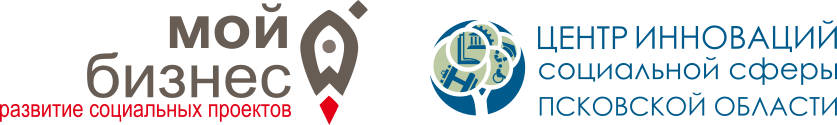 мой
бизнес
развитие социальных проектов
ЦЕНТР ИННОВАЦИЙ
социальной сферы
ПСКОВСКОЙ ОБЛАСТИ